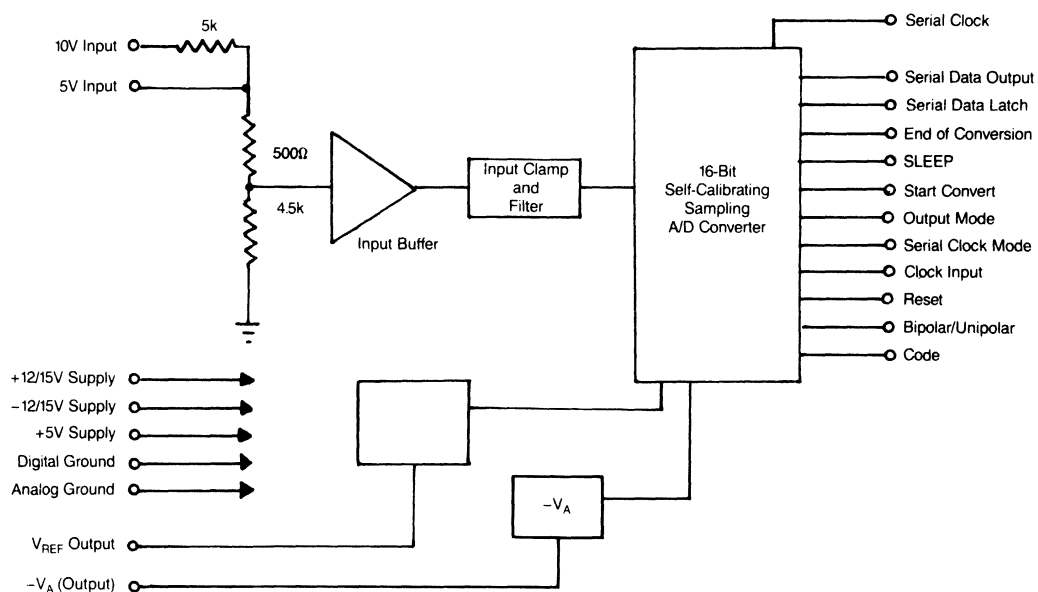 5k
10V Input
5V Input
500Ω
4.5k
Input Buffer
Input Clamp
and
Filter
16-Bit
Self-Calibrating
Sampling
A/D Converter
Serial Clock
Serial Data Output
Serial Data Latch
End of Conversion
SLEEP
Start Convert
Output Mode
Serial Clock Mode
Clock Input
Reset
Bipolar/Unipolar
Code
+12/15V Supply
−12/15V Supply
+5V Supply
Digital Ground
Analog Ground
VREF Output
−VA (Output)
−VA